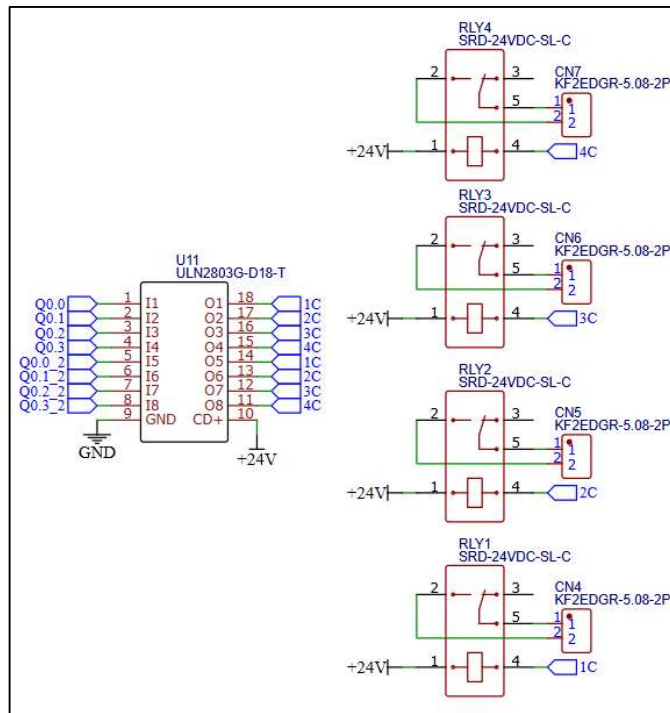 RLY4
SRD-24VDC-SL-C
2
3
CN7
KF2EDGR-5.08-2P
5
1
1
2
2
+24V
1
4
4C
RLY3
SRD-24VDC-SL-C
2
3
CN6
KF2EDGR-5.08-2P
5
1
1
2
2
+24V
1
4
3C
U11
ULN2803G-D18-T
Q0.0 1 I1 O1 18 1C
Q0.1 2 I2 O2 17 2C
Q0.2 3 I3 O3 16 3C
Q0.3 4 I4 O4 15 4C
Q0.0_2 5 I5 O5 14 1C
Q0.1_2 6 I6 O6 13 2C
Q0.2_2 7 I7 O7 12 3C
Q0.3_2 8 I8 O8 11 4C
9 GND CD+ 10
GND
+24V
RLY2
SRD-24VDC-SL-C
2
3
CN5
KF2EDGR-5.08-2P
5
1
1
2
2
+24V
1
4
2C
RLY1
SRD-24VDC-SL-C
2
3
CN4
KF2EDGR-5.08-2P
5
1
1
2
2
+24V
1
4
1C